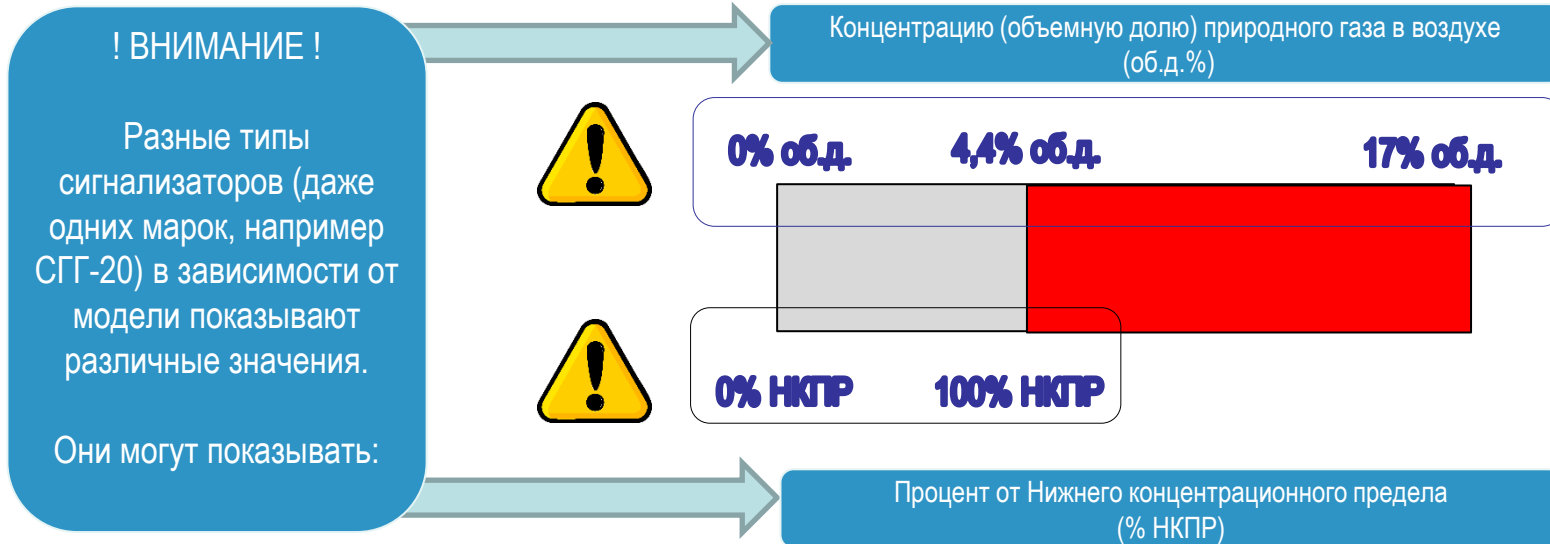 ! ВНИМАНИЕ !
Разные типы
сигнализаторов (даже
одних марок, например
СГГ-20) в зависимости от
модели показывают
различные значения.
Они могут показывать:
Концентрацию (объемную долю) природного газа в воздухе
(об.д.%)
0% об.д. 4,4% об.д. 17% об.д.
0% НКПР 100% НКПР
Процент от Нижнего концентрационного предела
(% НКПР)